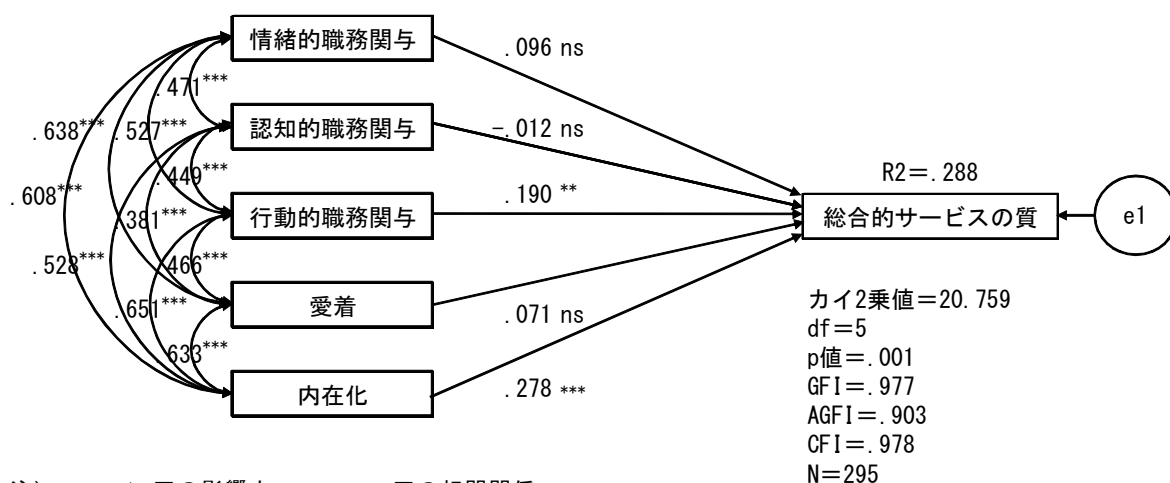 情緒的職務関与
.096 ns
.471***
認知的職務関与
-.012 ns
.638***
.527***
.449***
R2=.288
.608***
行動的職務関与
.190 **
総合的サービスの質
e1
.381***
.528***
.466***
愛着
.071 ns
.651***
.633***
内在化
.278 ***
カイ2乗値=20.759
df=5
p値=.001
GFI=.977
AGFI=.903
CFI=.978
N=295